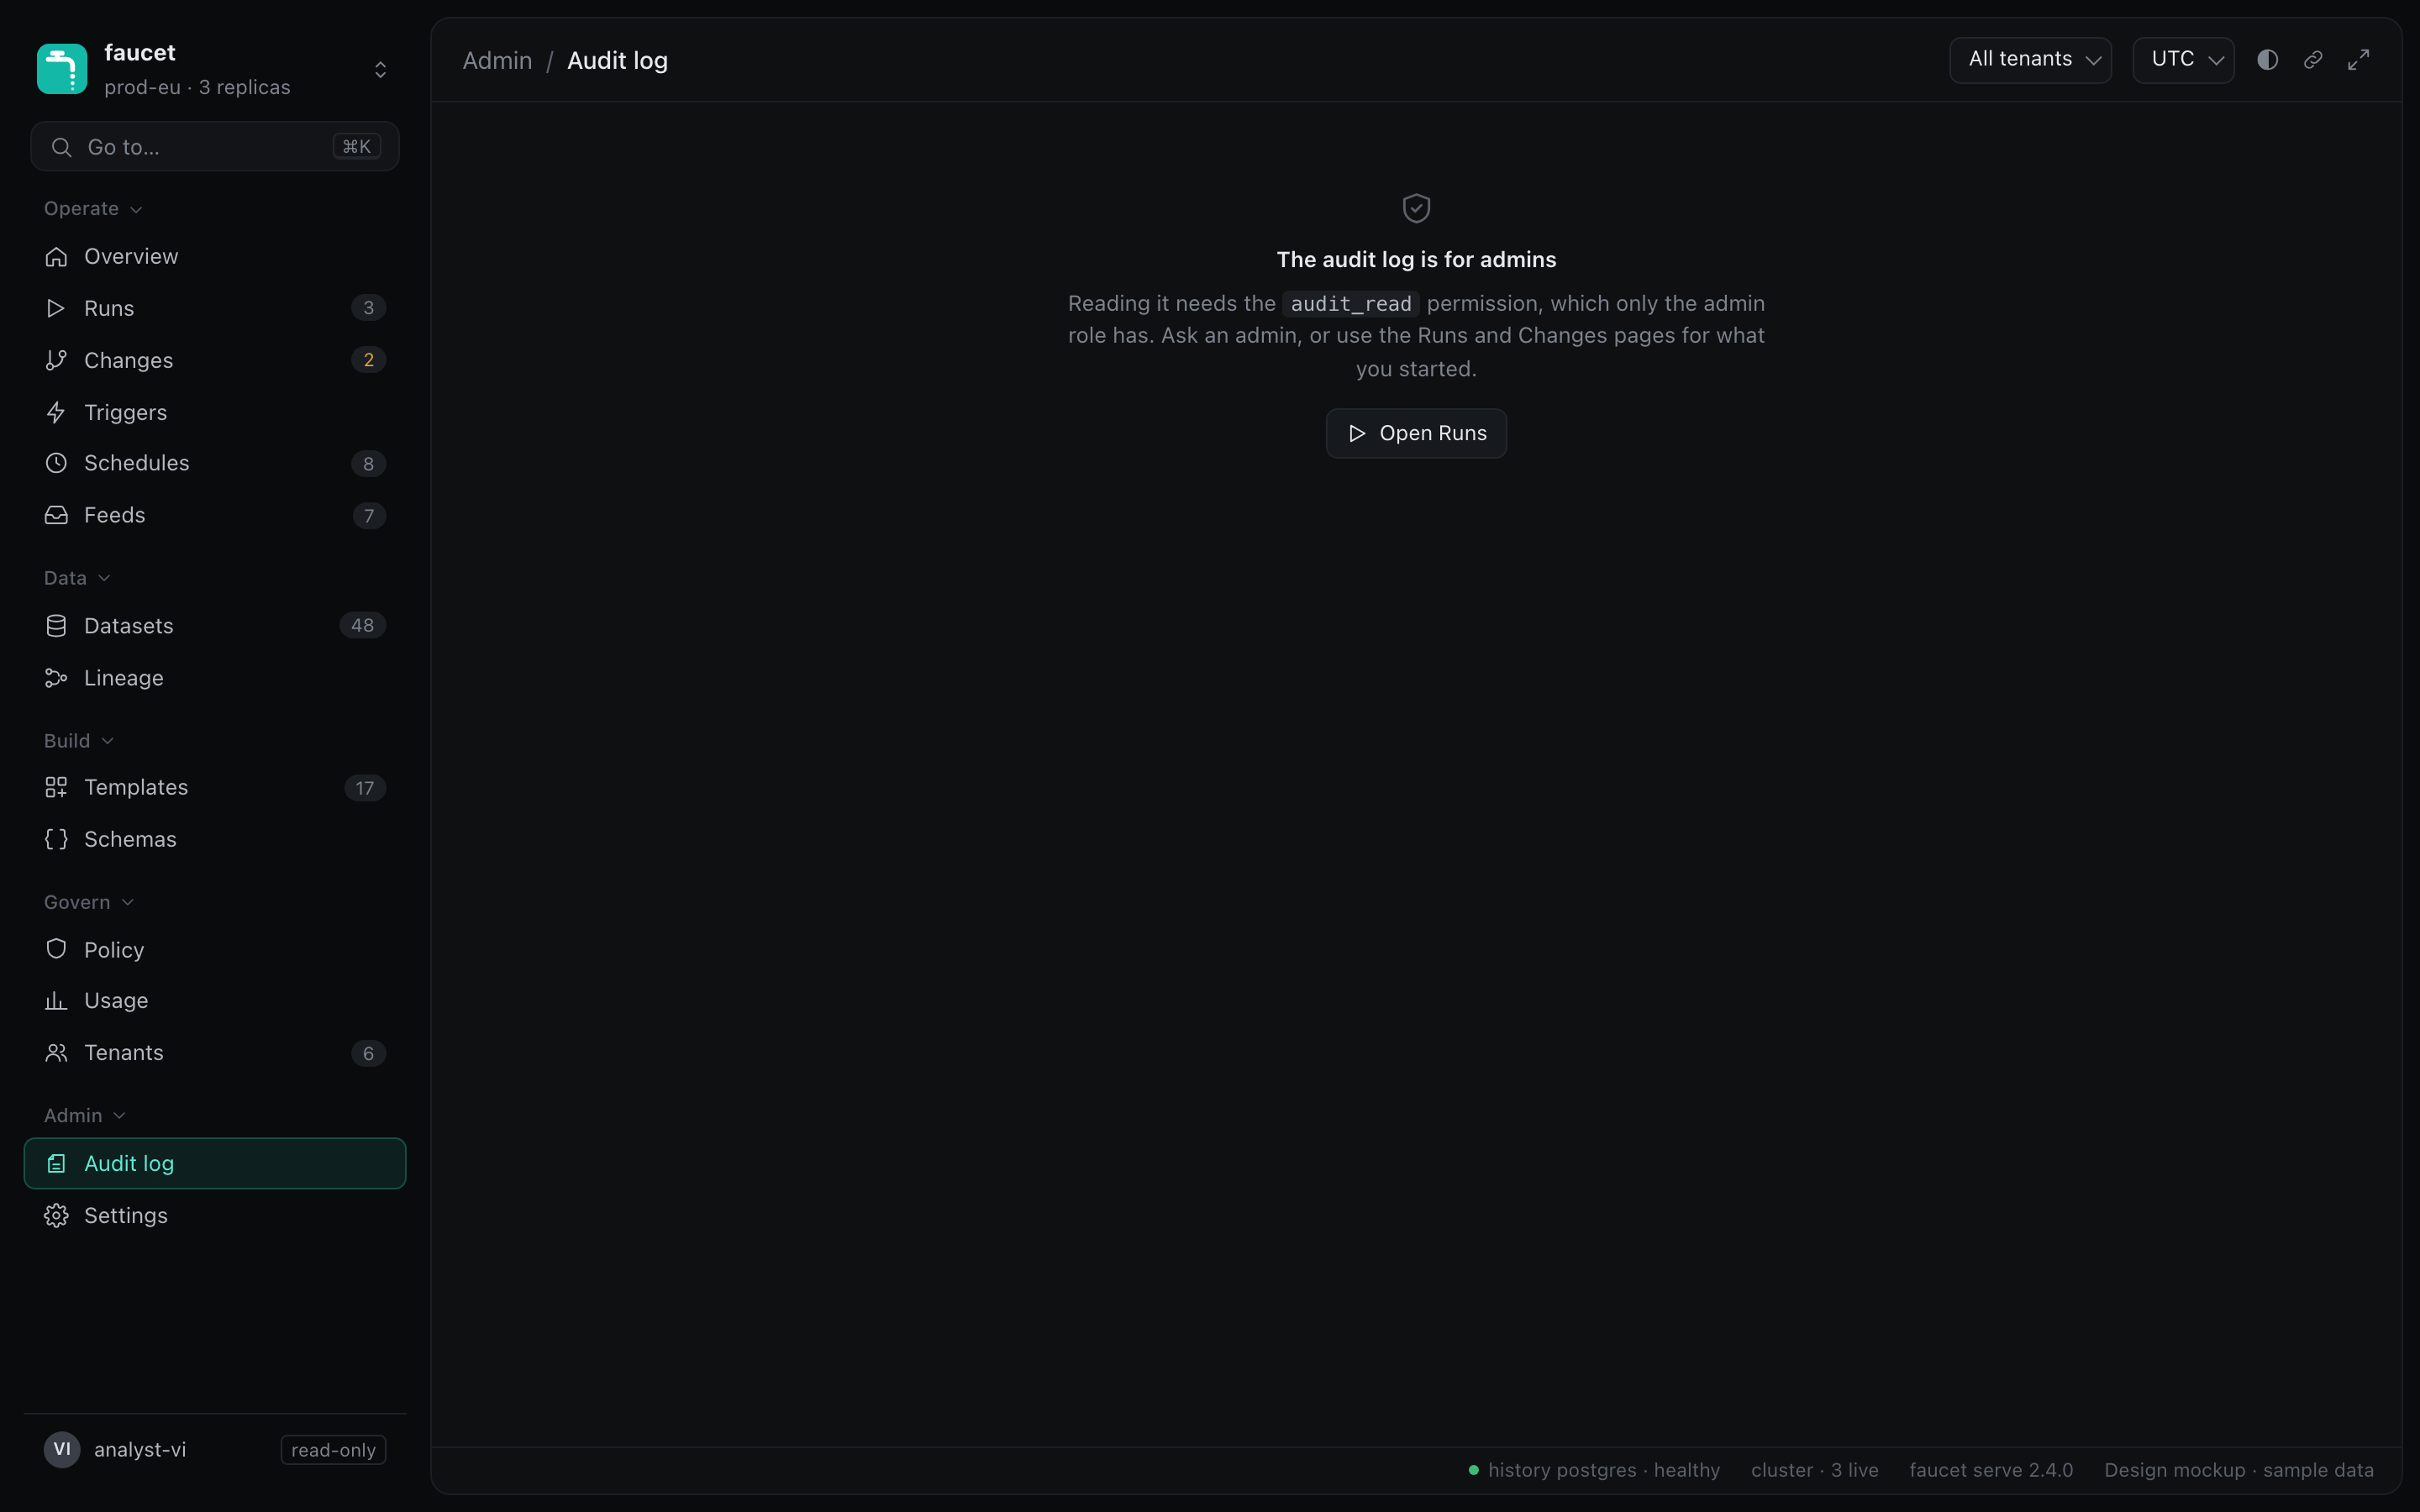 faucet
prod-eu · 3 replicas
Go to...
⌘K
Operate
Overview
Runs 3
Changes 2
Triggers
Schedules 8
Feeds 7
Data
Datasets 48
Lineage
Build
Templates 17
Schemas
Govern
Policy
Usage
Tenants 6
Admin
Audit log
Settings
VI analyst-vi read-only
Admin / Audit log
All tenants
UTC
The audit log is for admins
Reading it needs the audit_read permission, which only the admin
role has. Ask an admin, or use the Runs and Changes pages for what
you started.
Open Runs
history postgres · healthy cluster · 3 live faucet serve 2.4.0 Design mockup · sample data